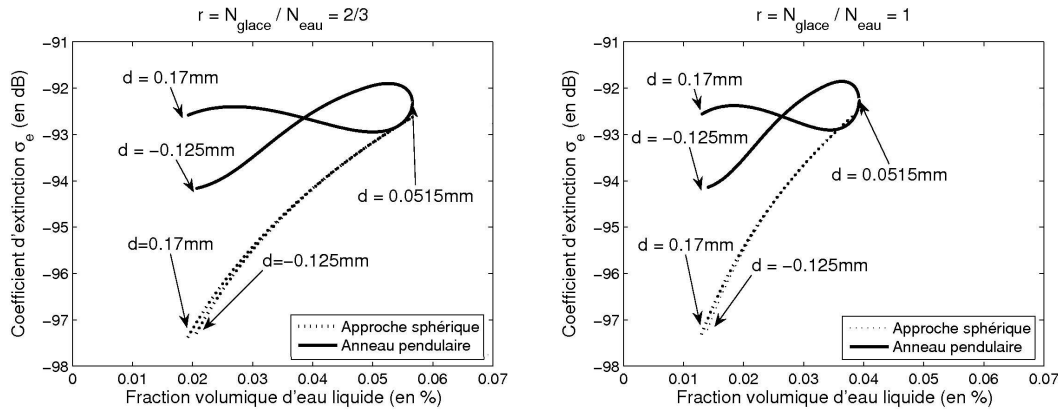 r = N_glace / N_eau = 2/3
-91
-92
-93
-94
-95
-96
-97
-98
Coefficient d'extinction σ_e (en dB)
d = 0.17mm
d = -0.125mm
d = 0.0515mm
d=0.17mm
d=-0.125mm
Approche sphérique
Anneau pendulaire
0 0.01 0.02 0.03 0.04 0.05 0.06 0.07
Fraction volumique d'eau liquide (en %)
r = N_glace / N_eau = 1
-91
-92
-93
-94
-95
-96
-97
-98
Coefficient d'extinction σ_e (en dB)
d = 0.17mm
d = -0.125mm
d = 0.0515mm
d = 0.17mm
d = -0.125mm
Approche sphérique
Anneau pendulaire
0 0.01 0.02 0.03 0.04 0.05 0.06 0.07
Fraction volumique d'eau liquide (en %)